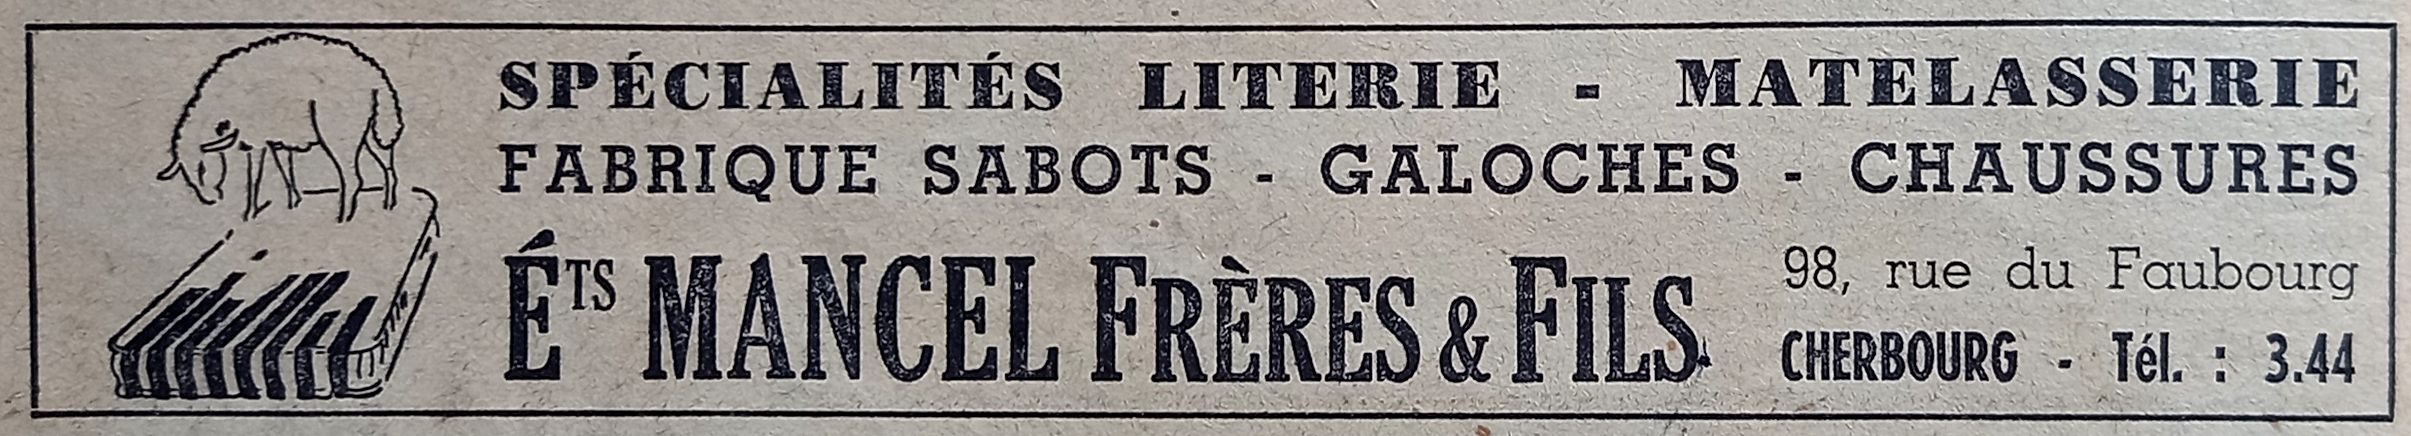 SPÉCIALITÉS LITERIE - MATELASSERIE
FABRIQUE SABOTS - GALOCHES - CHAUSSURES
ÉTS MANCEL FRÈRES & FILS
98, rue du Faubourg
CHERBOURG - Tél. : 3.44